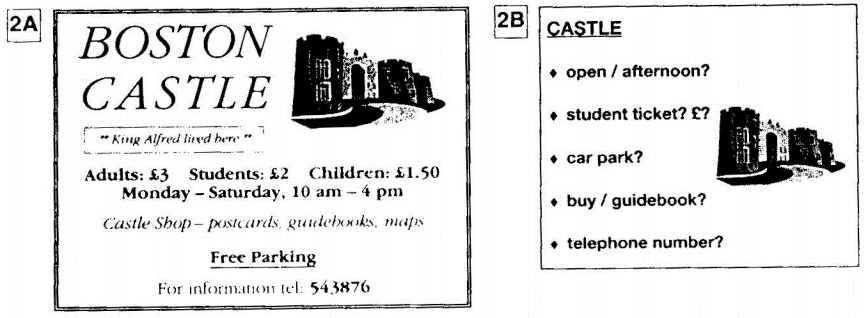 2A
BOSTON
CASTLE
" King Alfred lived here "
Adults: £3 Students: £2 Children: £1.50
Monday – Saturday, 10 am – 4 pm
Castle Shop – postcards, guidebooks, maps
Free Parking
For information tel: 543876
2B
CASTLE
♦ open / afternoon?
♦ student ticket? £?
♦ car park?
♦ buy / guidebook?
♦ telephone number?